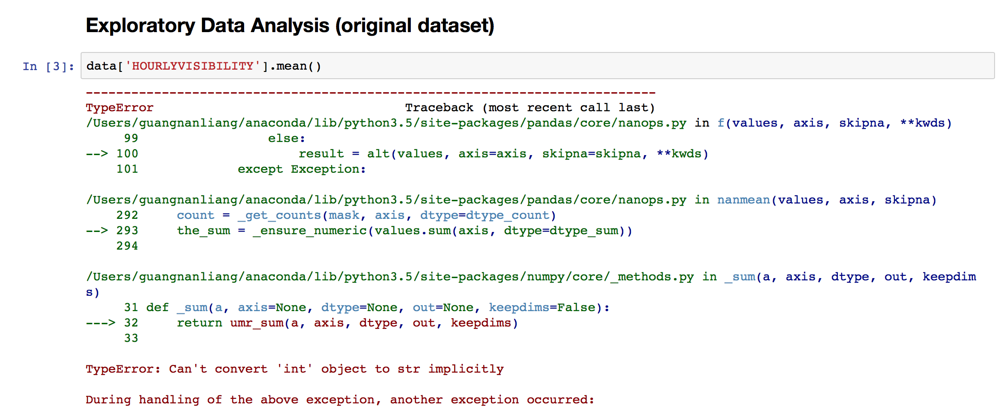 Exploratory Data Analysis (original dataset)
In [3]: data['HOURLYVISIBILITY'].mean()
---------------------------------------------------------------------------
TypeError                                 Traceback (most recent call last)
/Users/guangnanliang/anaconda/lib/python3.5/site-packages/pandas/core/nanops.py in f(values, axis, skipna, **kwds)
     99                 else:
--> 100                     result = alt(values, axis=axis, skipna=skipna, **kwds)
    101             except Exception:
/Users/guangnanliang/anaconda/lib/python3.5/site-packages/pandas/core/nanops.py in nanmean(values, axis, skipna)
    292     count = _get_counts(mask, axis, dtype=dtype_count)
--> 293     the_sum = _ensure_numeric(values.sum(axis, dtype=dtype_sum))
    294
/Users/guangnanliang/anaconda/lib/python3.5/site-packages/numpy/core/_methods.py in _sum(a, axis, dtype, out, keepdim
s)
     31 def _sum(a, axis=None, dtype=None, out=None, keepdims=False):
---> 32     return umr_sum(a, axis, dtype, out, keepdims)
     33
TypeError: Can't convert 'int' object to str implicitly
During handling of the above exception, another exception occurred: